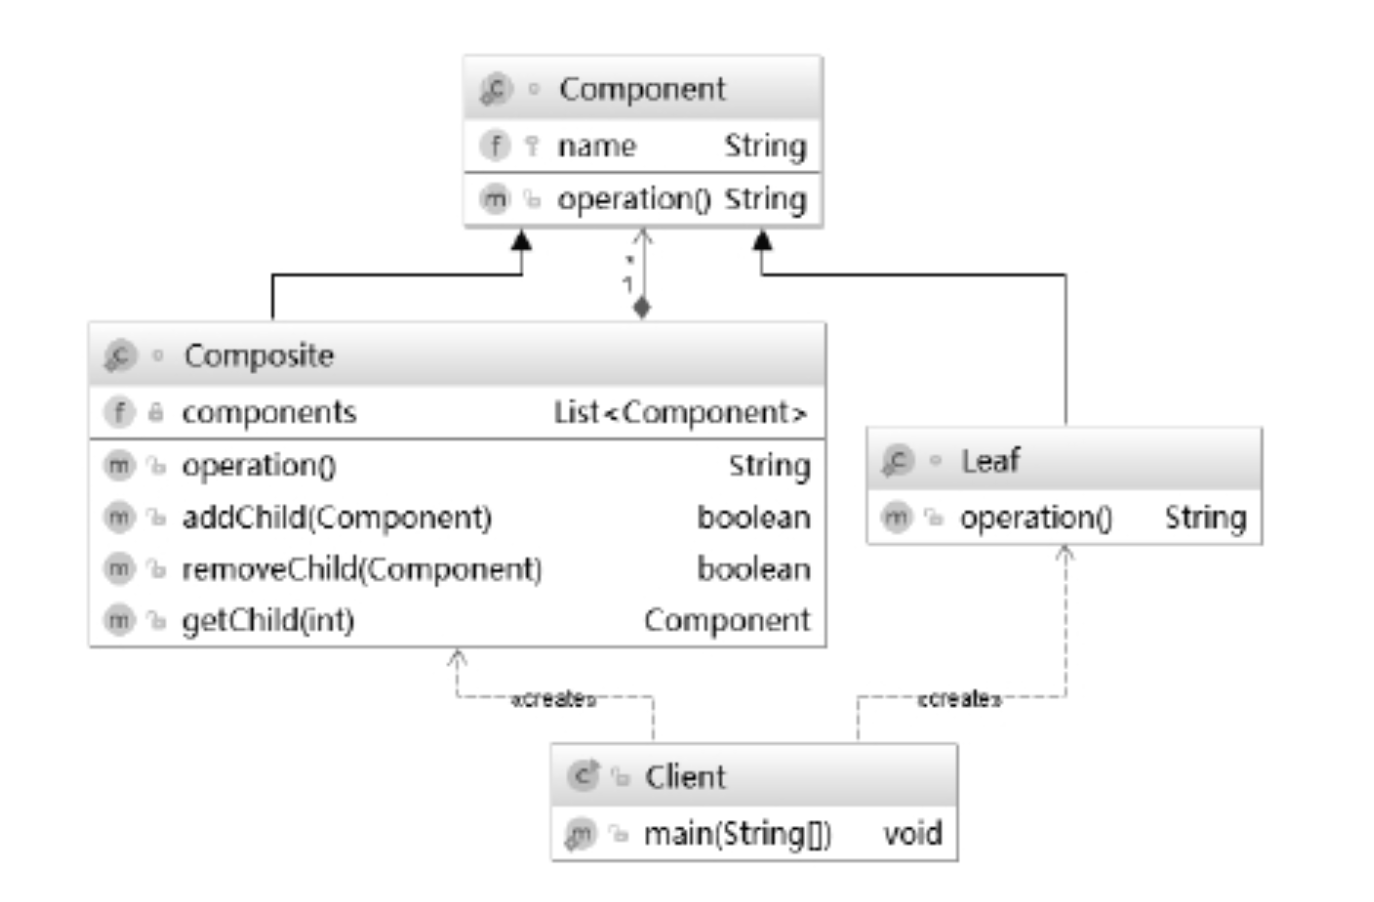 Component
name String
operation() String
*
1
Composite
components List<Component>
operation() String
addChild(Component) boolean
removeChild(Component) boolean
getChild(int) Component
Leaf
operation() String
«create»
«create»
Client
main(String[]) void